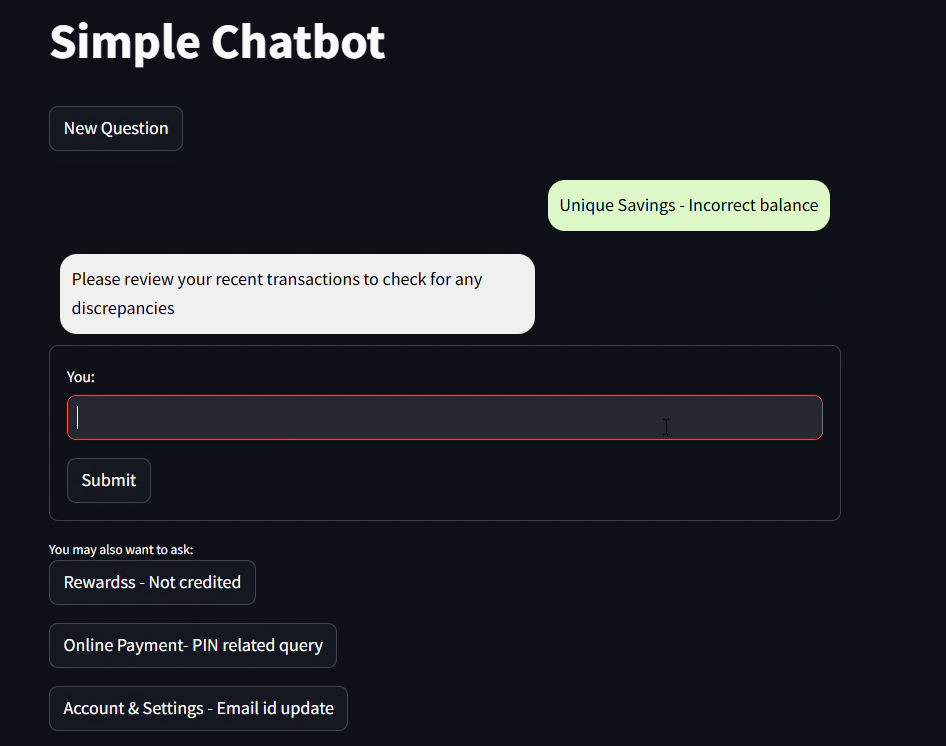 Simple Chatbot
New Question
Unique Savings - Incorrect balance
Please review your recent transactions to check for any
discrepancies
You:
Submit
You may also want to ask:
Rewardss - Not credited
Online Payment- PIN related query
Account & Settings - Email id update